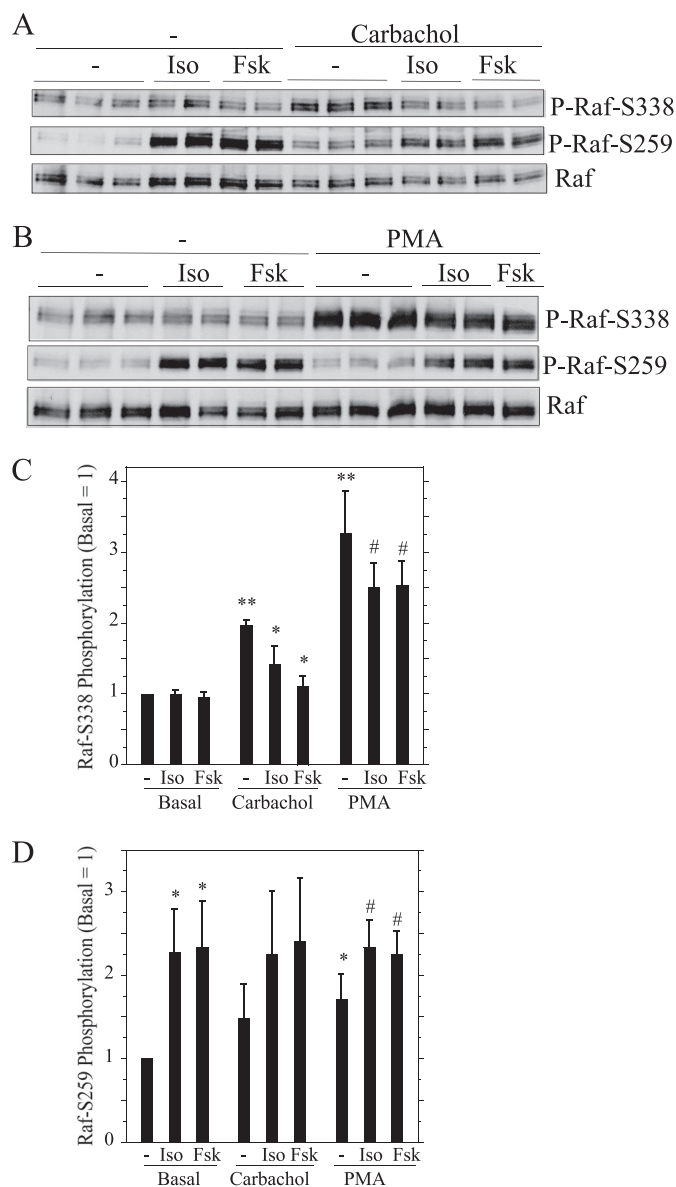 A
-
Carbachol
- Iso Fsk - Iso Fsk
P-Raf-S338
P-Raf-S259
Raf
B
-
PMA
- Iso Fsk - Iso Fsk
P-Raf-S338
P-Raf-S259
Raf
C
Raf-S338 Phosphorylation (Basal = 1)
4
3
2
1
0
** * * ** # #
- Iso Fsk - Iso Fsk - Iso Fsk
Basal Carbachol PMA
D
Raf-S259 Phosphorylation (Basal = 1)
3
2
1
0
* * * # #
- Iso Fsk - Iso Fsk - Iso Fsk
Basal Carbachol PMA